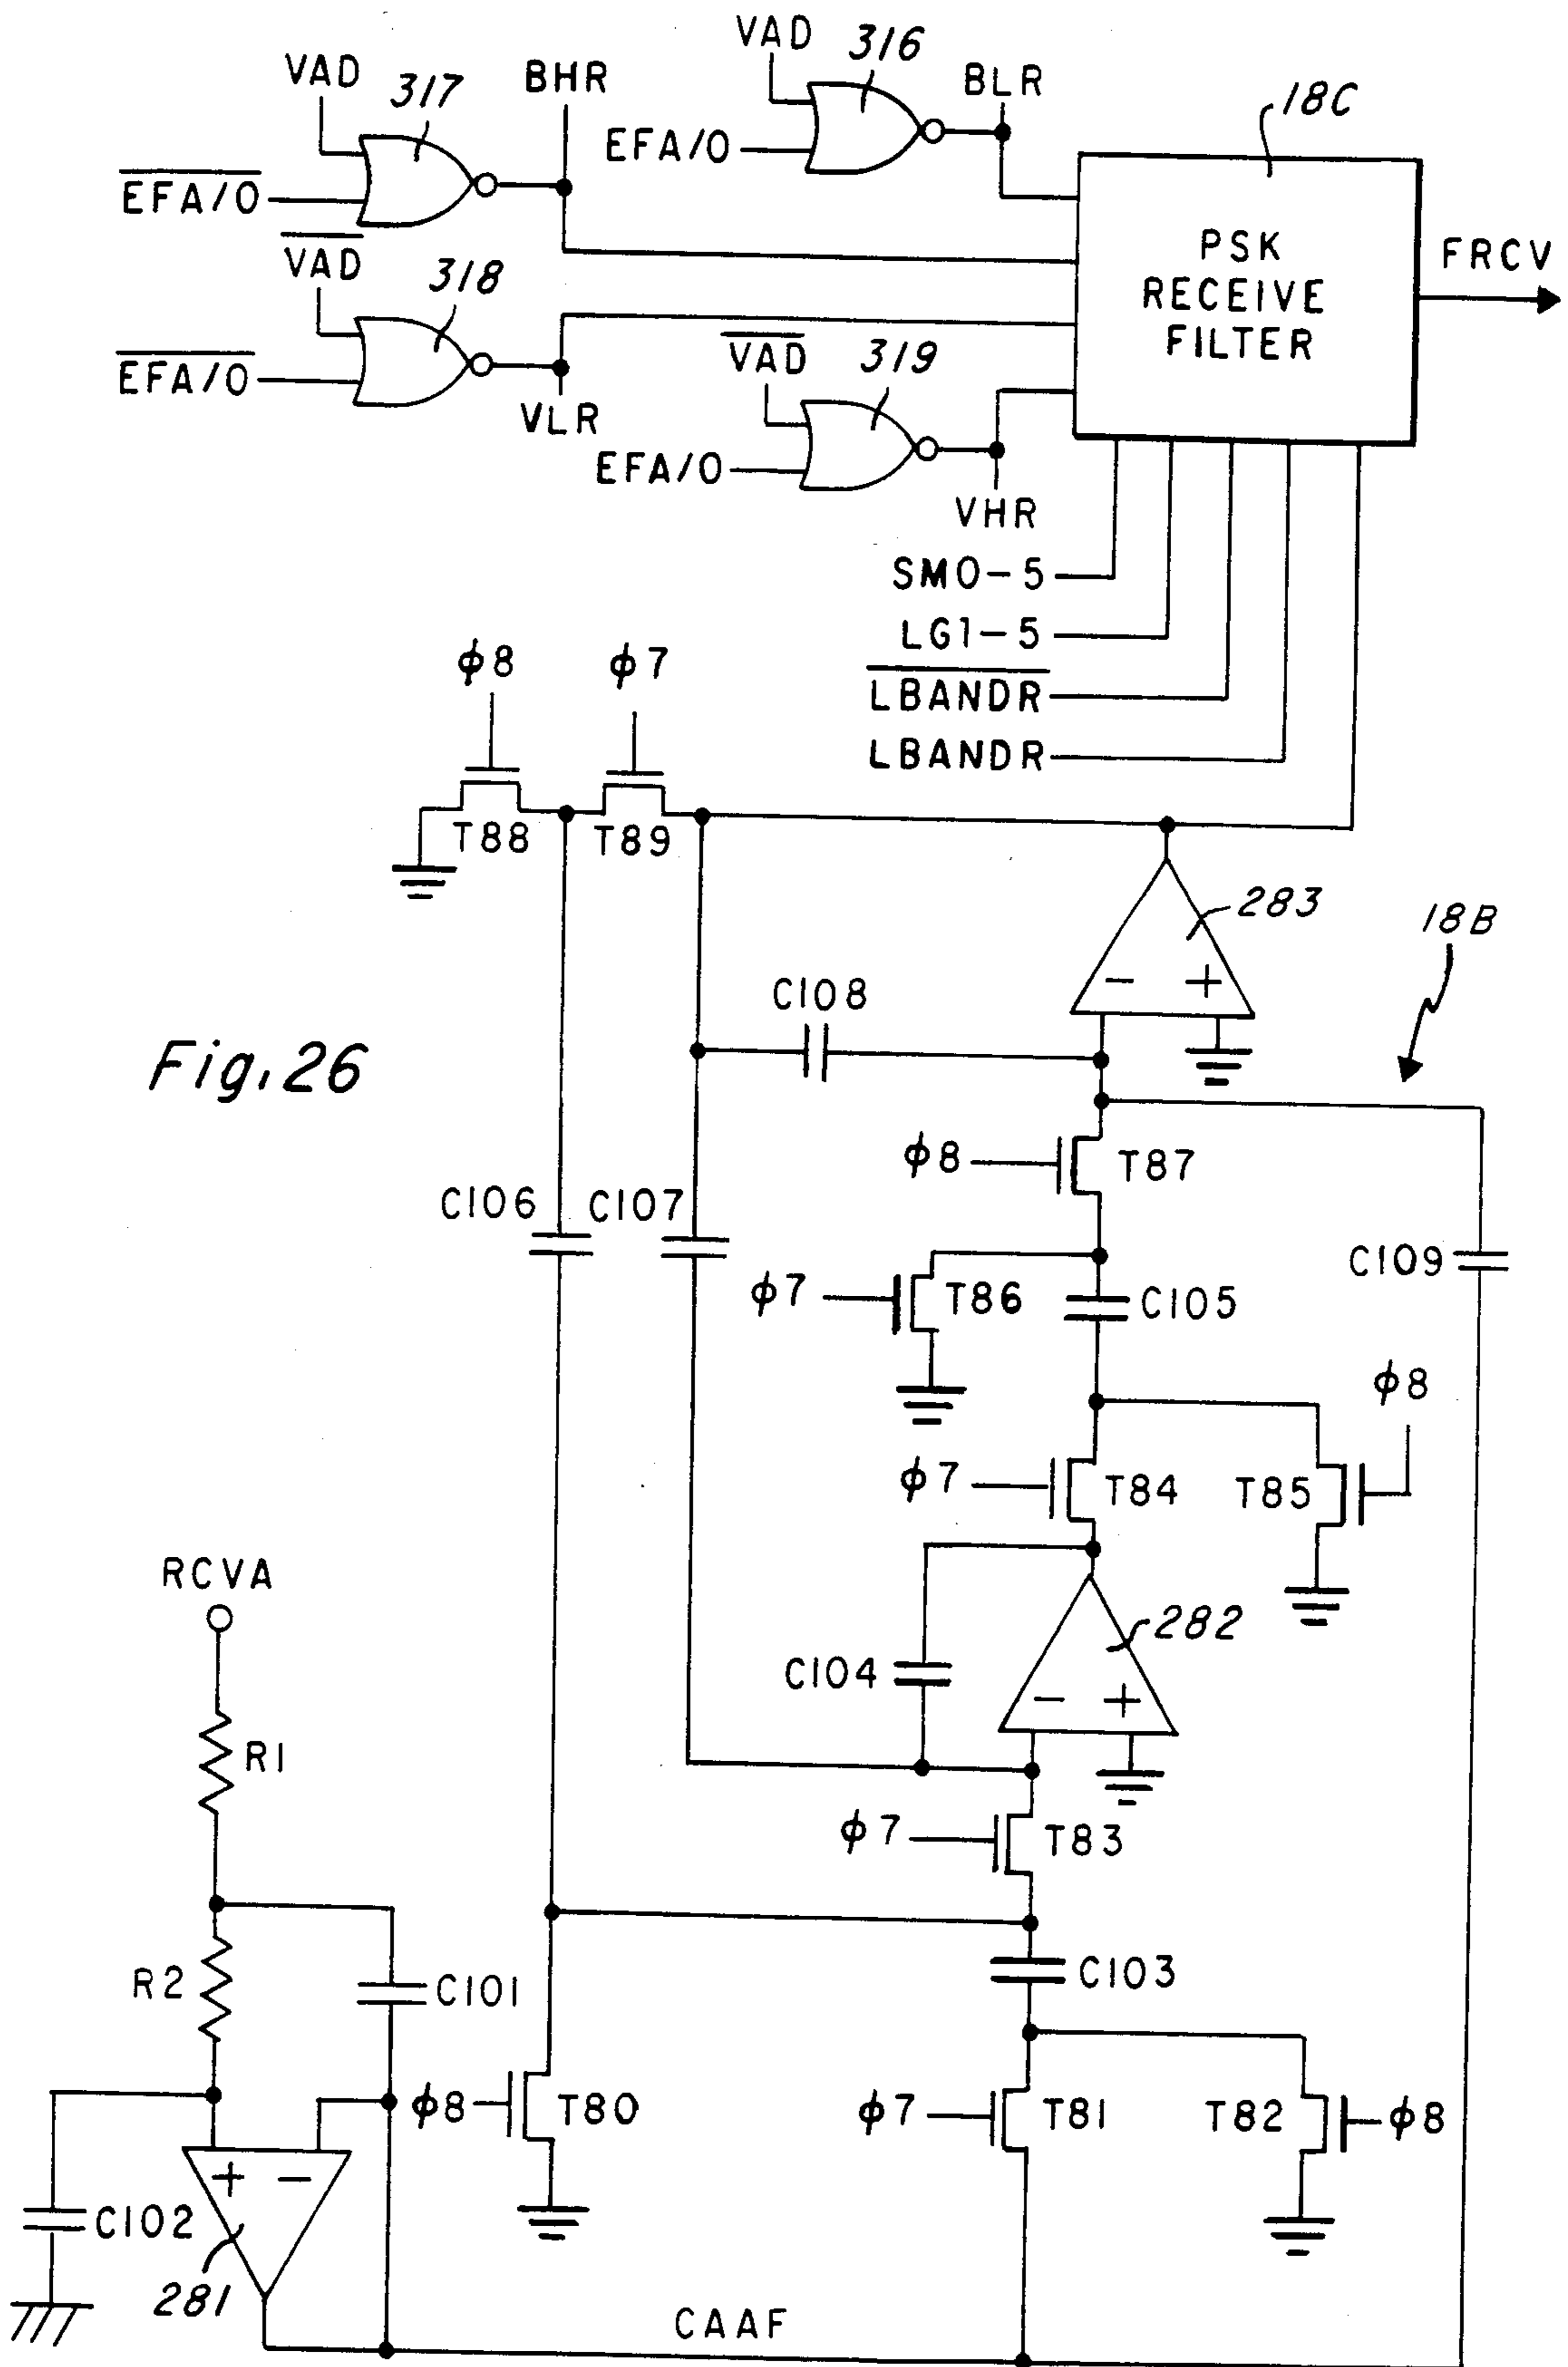 VAD
316
VAD
317
BHR
BLR
18C
EFA/0
EFA/0
VAD
318
PSK
RECEIVE
FILTER
FRCV
EFA/0
VAD
319
VLR
EFA/0
VHR
SM0-5
LG1-5
LBANDR
LBANDR
ϕ8
ϕ7
T88
T89
283
18B
- +
C108
Fig. 26
ϕ8
T87
C106
C107
C109
ϕ7
T86
C105
ϕ8
ϕ7
T84
T85
RCVA
282
C104
- +
R1
ϕ7
T83
R2
C101
C103
ϕ8
T80
ϕ7
T81
T82
ϕ8
+ -
C102
281
CAAF